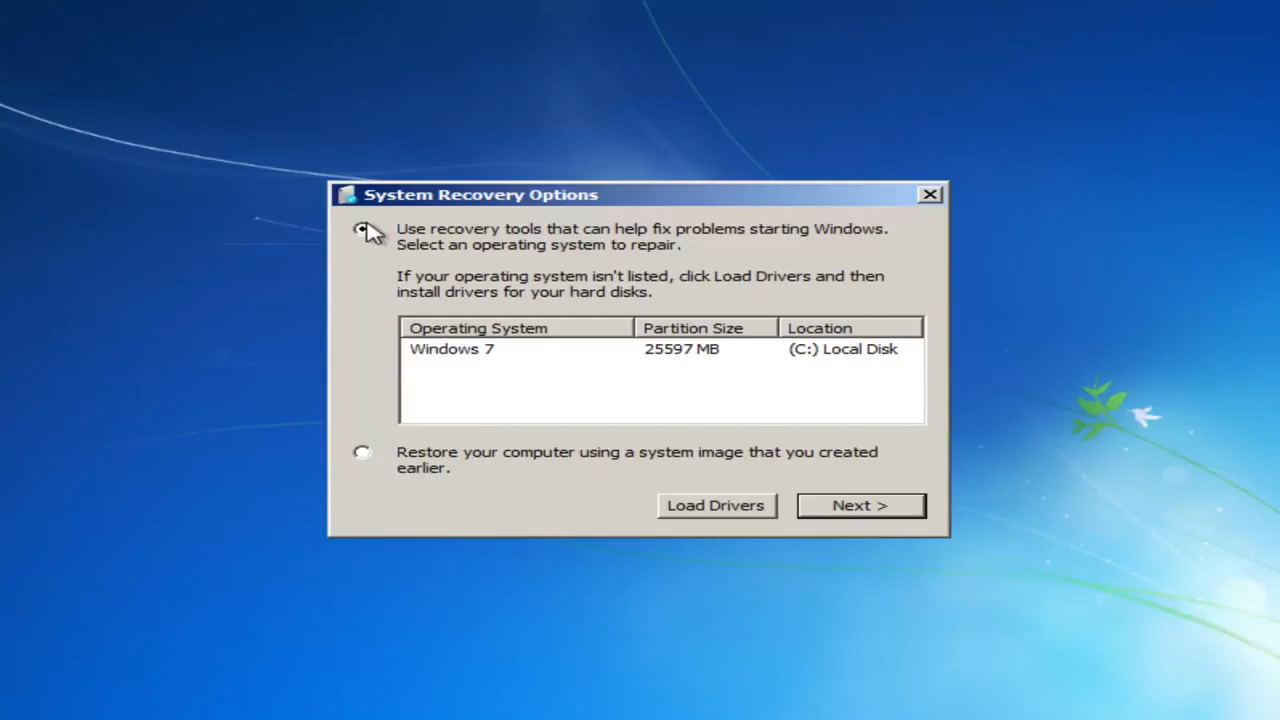 System Recovery Options
Use recovery tools that can help fix problems starting Windows.
Select an operating system to repair.
If your operating system isn't listed, click Load Drivers and then
install drivers for your hard disks.
Operating System Partition Size Location
Windows 7 25597 MB (C:) Local Disk
Restore your computer using a system image that you created
earlier.
Load Drivers Next >